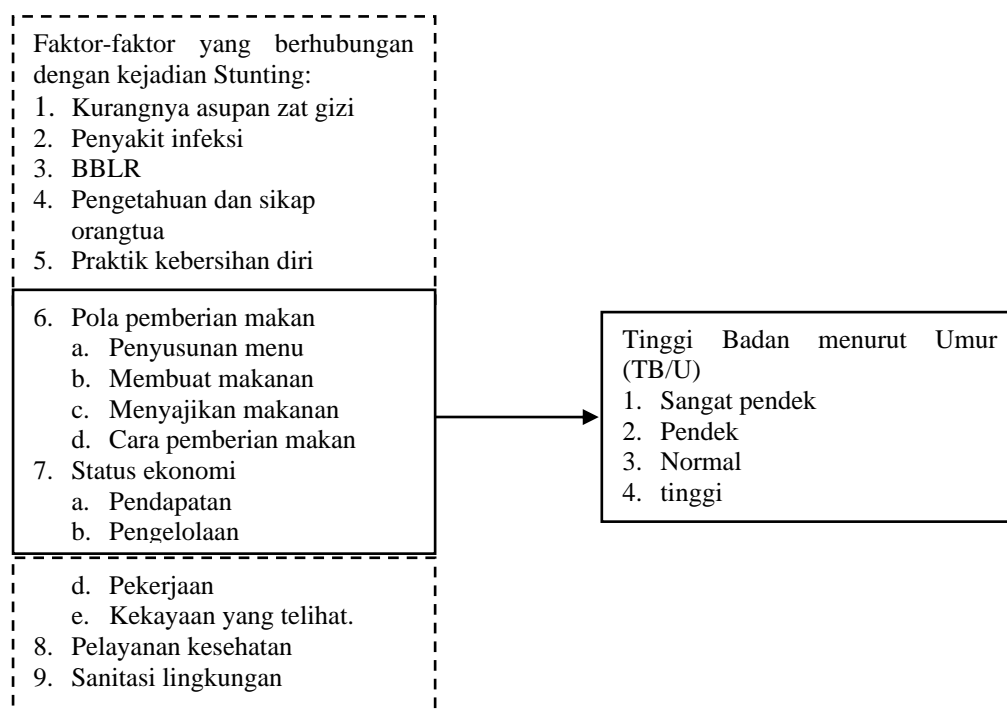 Faktor-faktor yang berhubungan
dengan kejadian Stunting:
1. Kurangnya asupan zat gizi
2. Penyakit infeksi
3. BBLR
4. Pengetahuan dan sikap
orangtua
5. Praktik kebersihan diri
6. Pola pemberian makan
a. Penyusunan menu
b. Membuat makanan
c. Menyajikan makanan
d. Cara pemberian makan
7. Status ekonomi
a. Pendapatan
b. Pengelolaan
d. Pekerjaan
e. Kekayaan yang telihat.
8. Pelayanan kesehatan
9. Sanitasi lingkungan
Tinggi Badan menurut Umur
(TB/U)
1. Sangat pendek
2. Pendek
3. Normal
4. tinggi